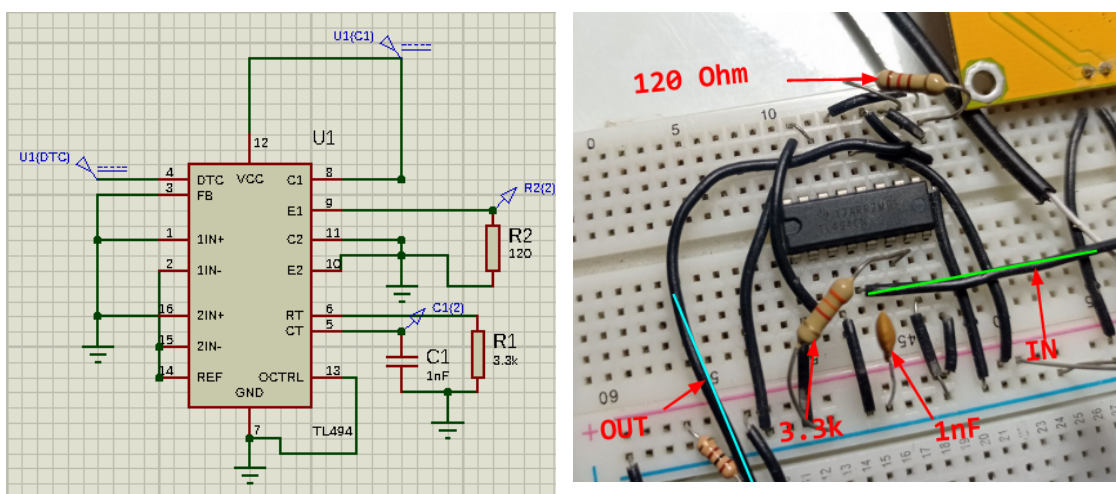 U1(C1)
12
U1
U1(DTC)
4
DTC
VCC
C1
8
3
FB
E1
9
R2(2)
1
1IN+
C2
11
R2
120
2
1IN-
E2
10
16
2IN+
RT
6
C1(2)
15
2IN-
CT
5
R1
3.3k
C1
1nF
14
REF
OCTRL
13
GND
7
TL494
120 Ohm
0
5
10
IN
45
5
60
OUT
3.3k
1nF
+